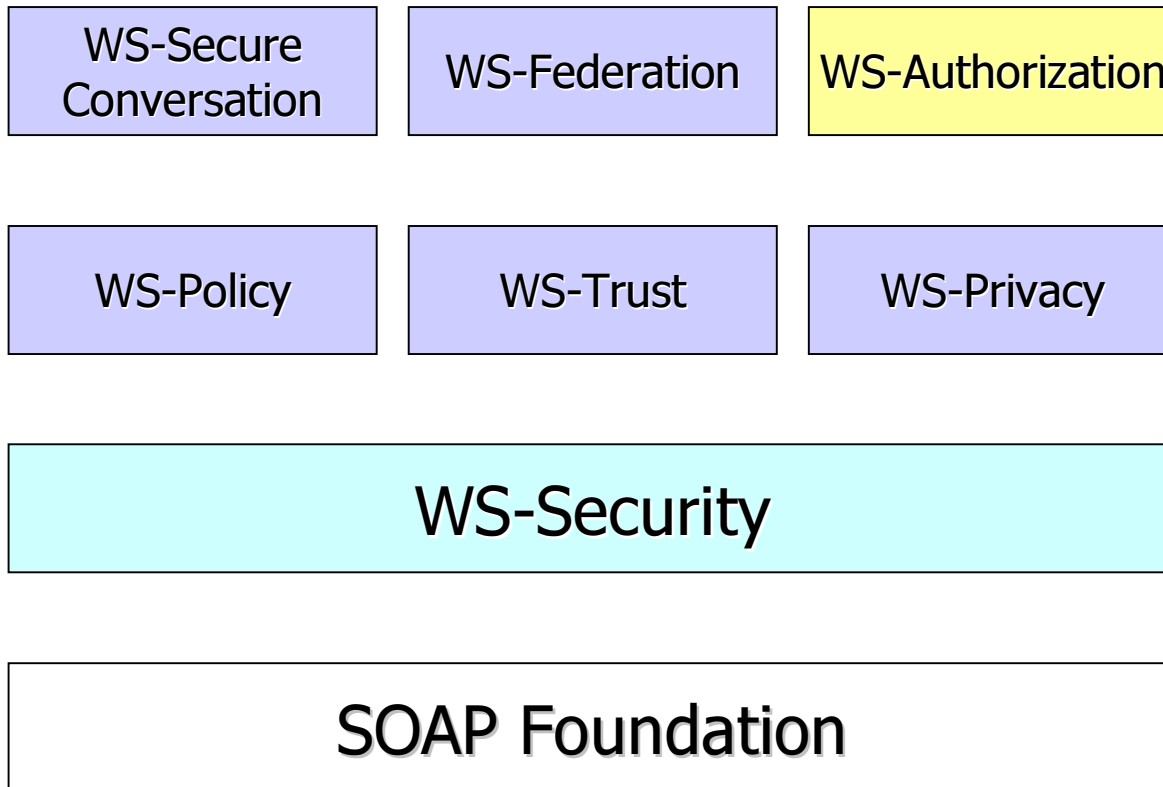 WS-Secure
Conversation
WS-Federation
WS-Authorization
WS-Policy
WS-Trust
WS-Privacy
WS-Security
SOAP Foundation